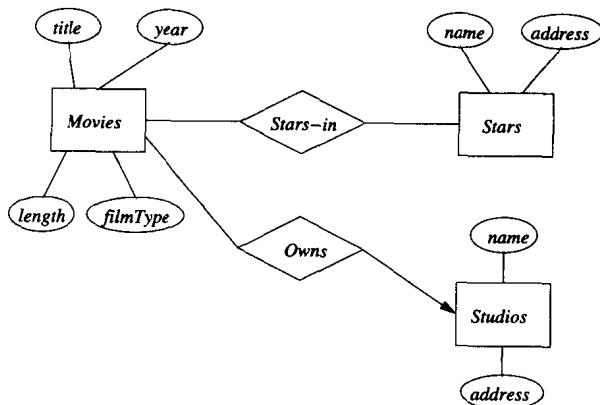 title
year
name
address
Movies
Stars-in
Stars
length
filmType
Owns
name
Studios
address